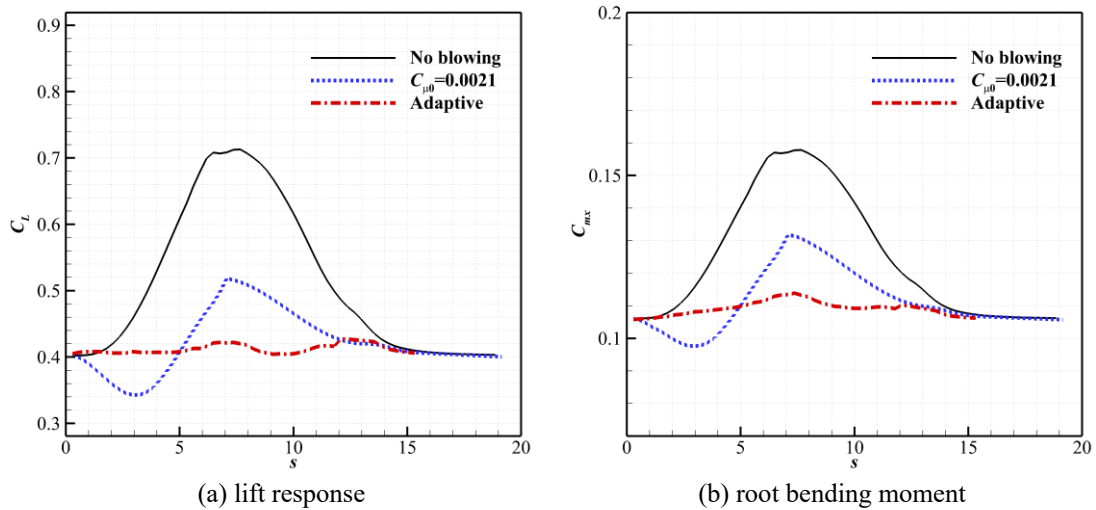 0.9
0.8
0.7
0.6
0.5
0.4
0.3
C_L
0
5
10
15
20
s
No blowing
C_μ0=0.0021
Adaptive
(a) lift response
0.2
0.15
0.1
C_mx
0
5
10
15
20
s
No blowing
C_μ0=0.0021
Adaptive
(b) root bending moment